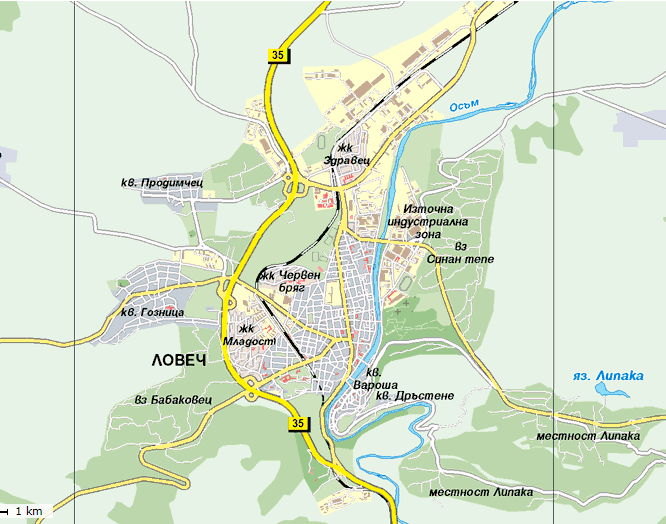 35
Осъм
жк
Здравец
кв. Продимчец
Източна
индустриална
зона
вз
Синан тепе
жк Червен
бряг
кв. Гозница
жк
Младост
ЛОВЕЧ
кв.
Вароша
яз. Липака
кв. Дръстене
вз Бабаковец
35
местност Липака
местност Липака
1 km